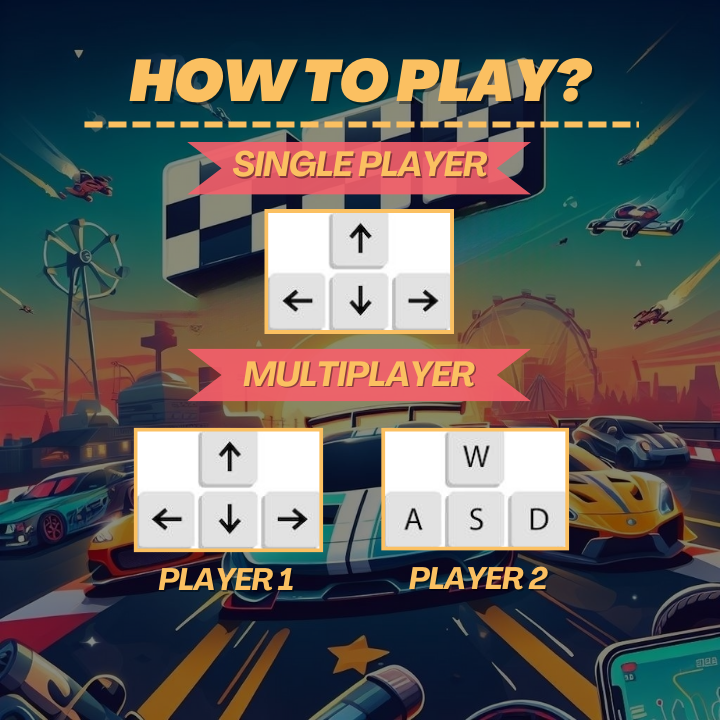 HOW TO PLAY?
SINGLE PLAYER
↑
← ↓ →
MULTIPLAYER
↑ W
← ↓ → A S D
PLAYER 1 PLAYER 2